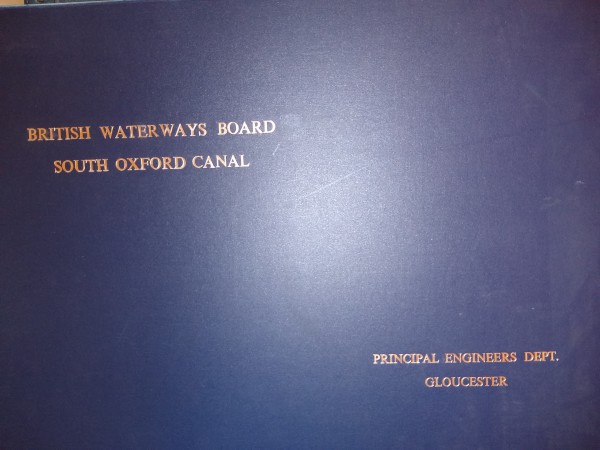 BRITISH WATERWAYS BOARD
SOUTH OXFORD CANAL
PRINCIPAL ENGINEERS DEPT.
GLOUCESTER